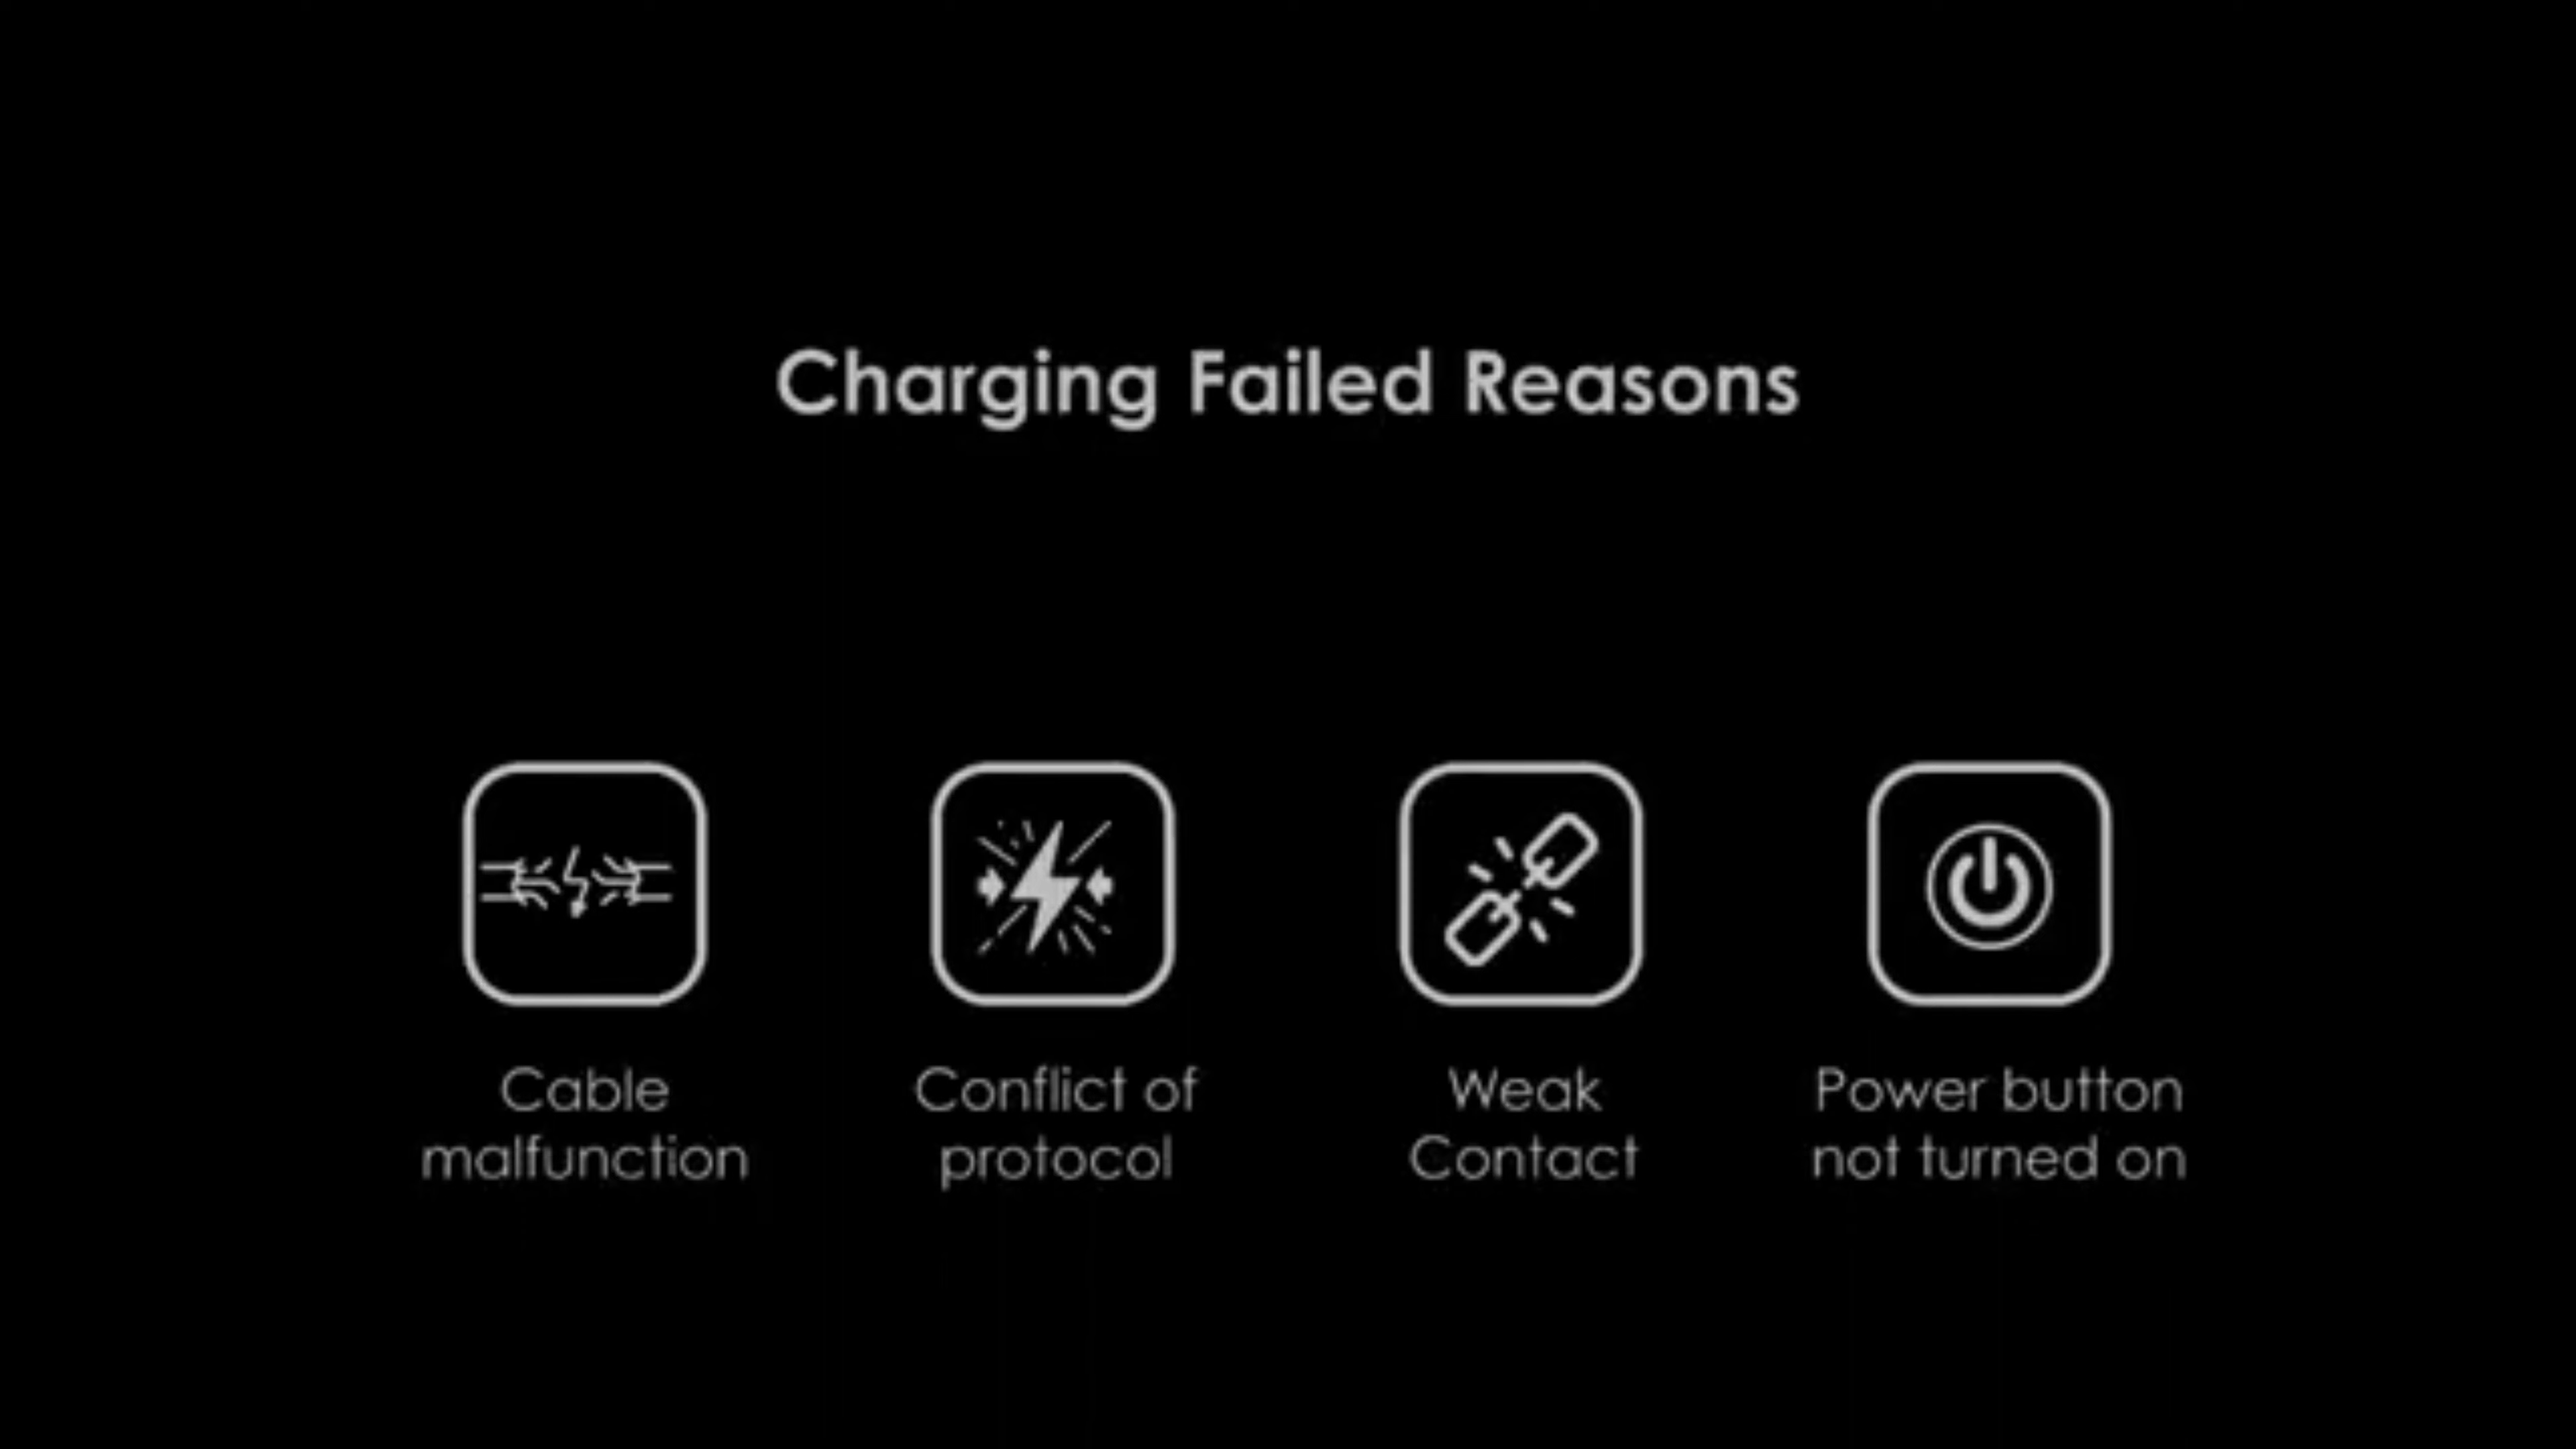 Charging Failed Reasons
Cable
malfunction
Conflict of
protocol
Weak
Contact
Power button
not turned on